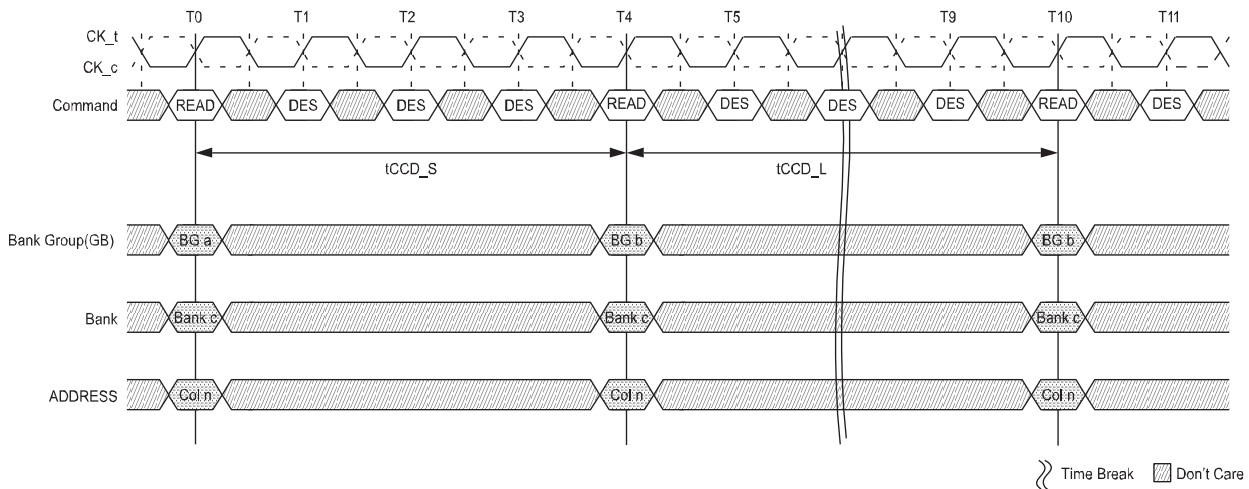 T0 T1 T2 T3 T4 T5 T9 T10 T11
CK_t
CK_c
Command READ DES DES DES READ DES DES DES READ DES
tCCD_S tCCD_L
Bank Group(GB) BG a BG b BG b
Bank Bank c Bank c Bank c
ADDRESS Col n Col n Col n
Time Break Don't Care